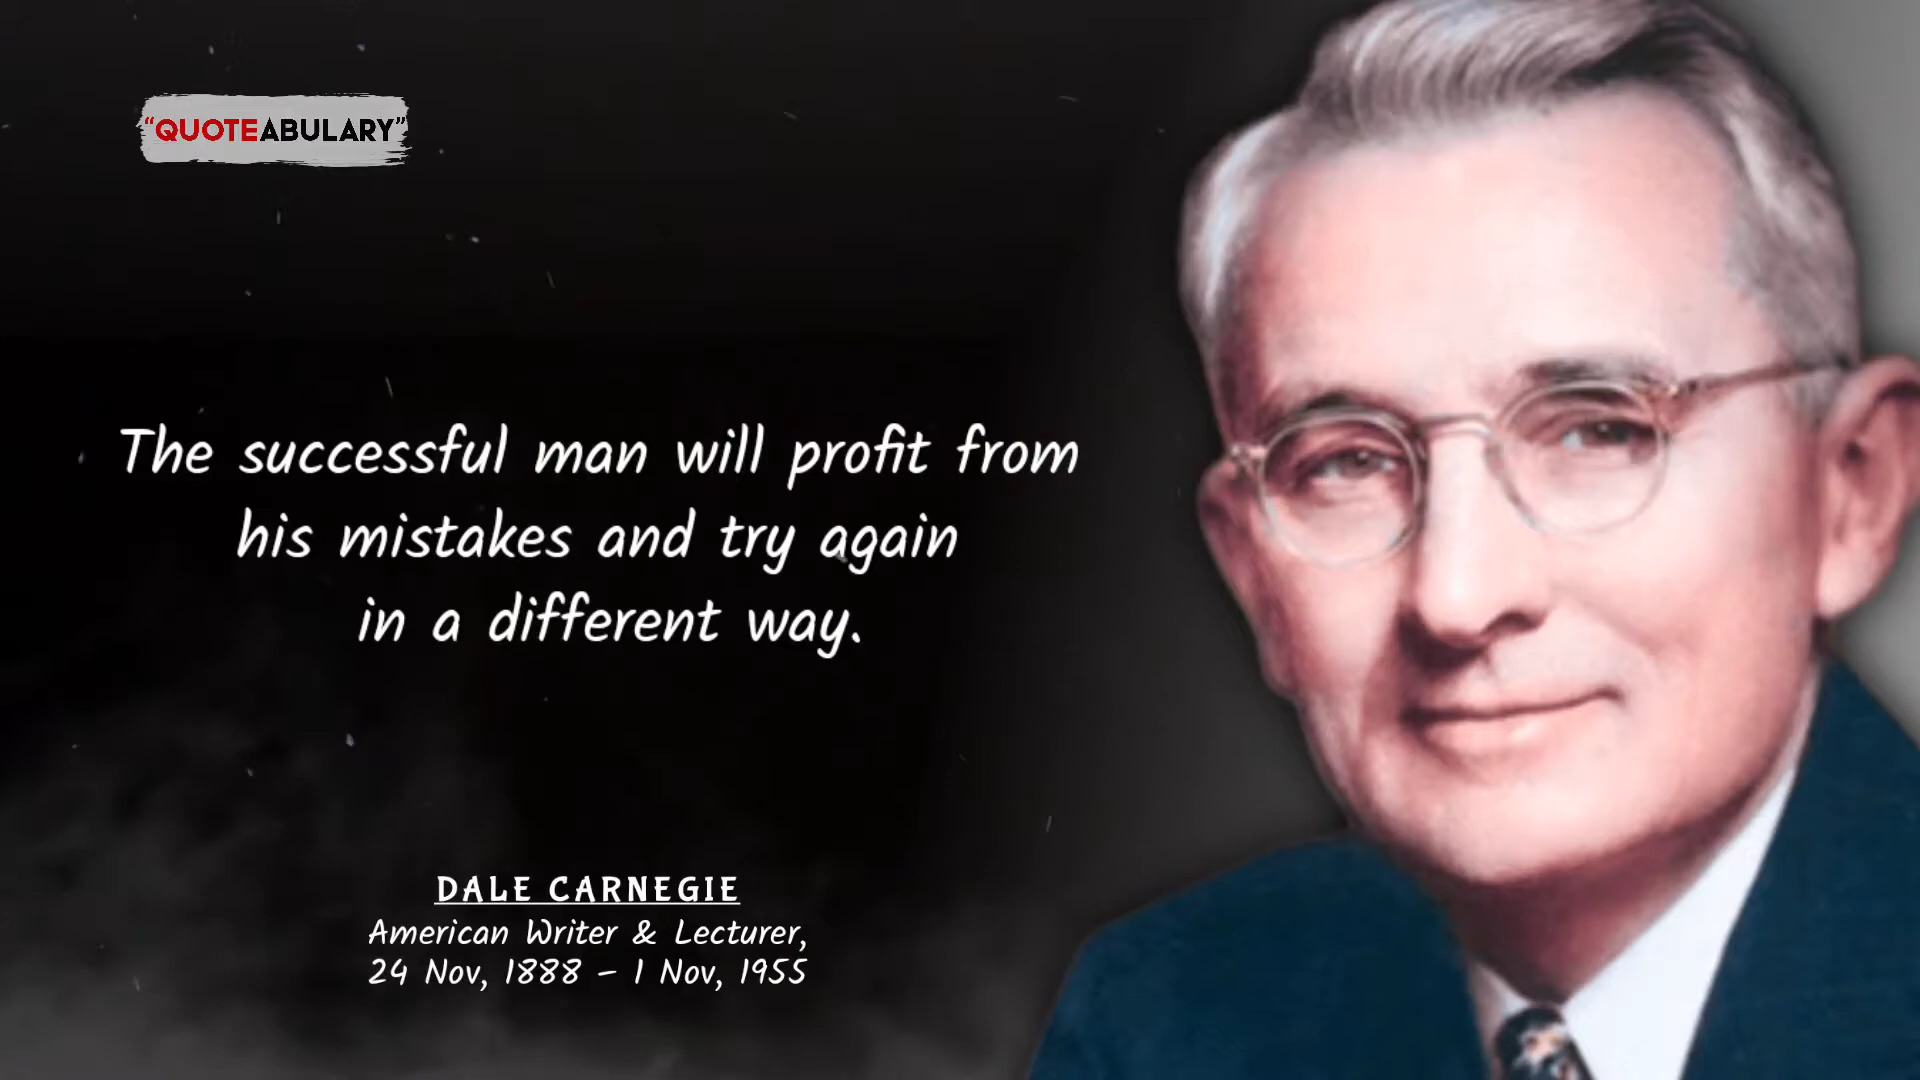 “QUOTEABULARY”
The successful man will profit from
his mistakes and try again
in a different way.
DALE CARNEGIE
American Writer & Lecturer,
24 Nov, 1888 – 1 Nov, 1955